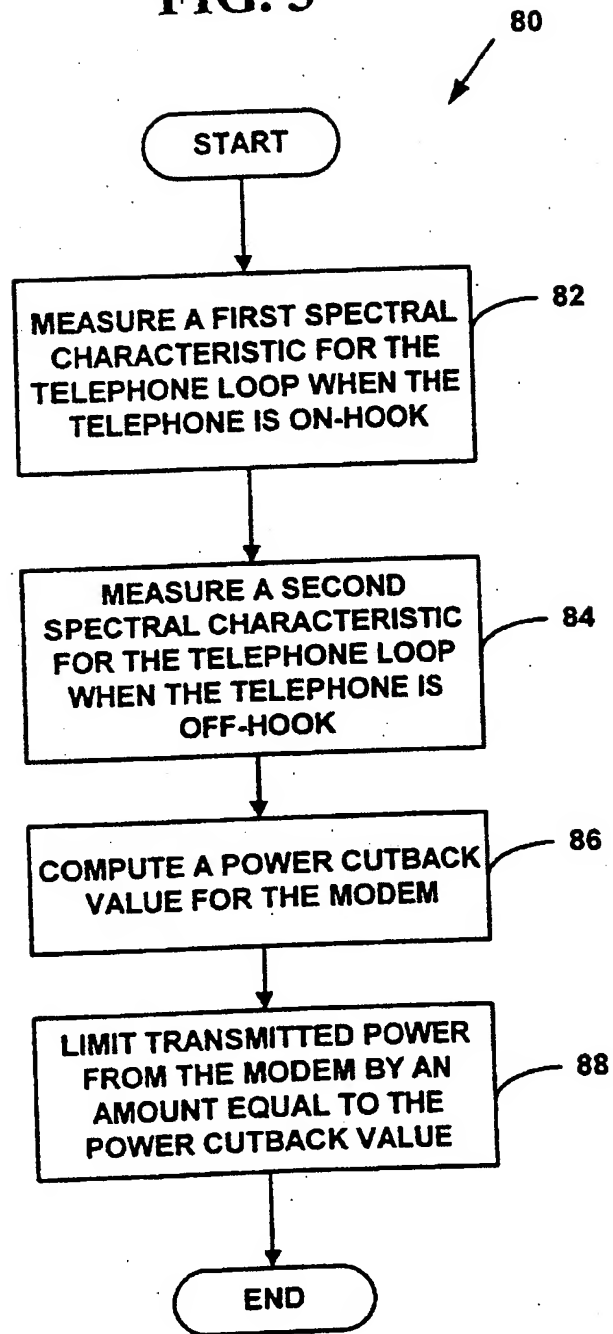 80
START
MEASURE A FIRST SPECTRAL
CHARACTERISTIC FOR THE
TELEPHONE LOOP WHEN THE
TELEPHONE IS ON-HOOK
82
MEASURE A SECOND
SPECTRAL CHARACTERISTIC
FOR THE TELEPHONE LOOP
WHEN THE TELEPHONE IS
OFF-HOOK
84
COMPUTE A POWER CUTBACK
VALUE FOR THE MODEM
86
LIMIT TRANSMITTED POWER
FROM THE MODEM BY AN
AMOUNT EQUAL TO THE
POWER CUTBACK VALUE
88
END